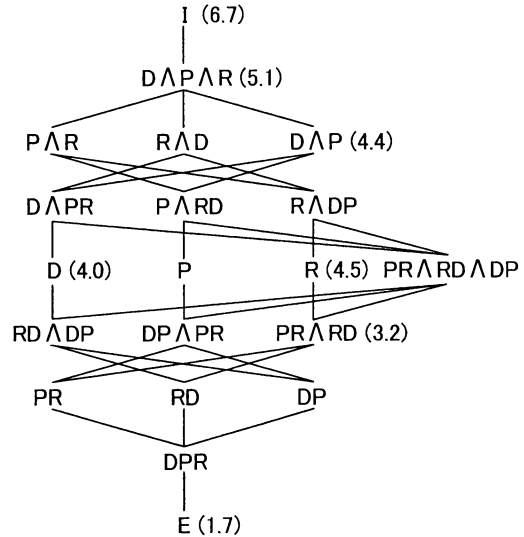 I (6.7)
D∧P∧R (5.1)
P∧R R∧D D∧P (4.4)
D∧PR P∧RD R∧DP
D (4.0) P R (4.5) PR∧RD∧DP
RD∧DP DP∧PR PR∧RD (3.2)
PR RD DP
DPR
E (1.7)